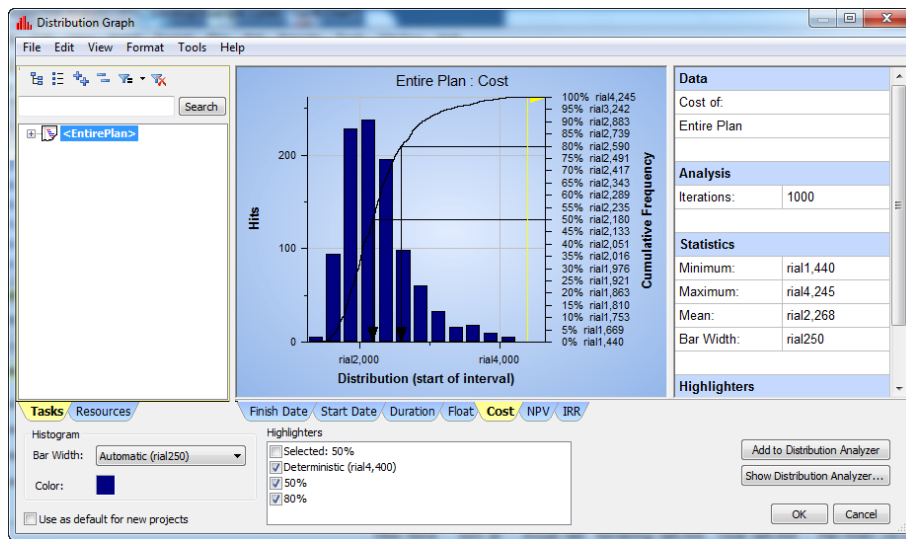 Distribution Graph
File Edit View Format Tools Help
Search
<EntirePlan>
Entire Plan : Cost
Hits
200
100
0
rial2,000
rial4,000
Distribution (start of interval)
100% rial4,245
95% rial3,242
90% rial2,883
85% rial2,739
80% rial2,590
75% rial2,491
70% rial2,417
65% rial2,343
60% rial2,289
55% rial2,235
50% rial2,180
45% rial2,133
40% rial2,051
35% rial2,016
30% rial1,976
25% rial1,921
20% rial1,863
15% rial1,810
10% rial1,753
5% rial1,669
0% rial1,440
Cumulative Frequency
Data
Cost of:
Entire Plan
Analysis
Iterations: 1000
Statistics
Minimum: rial1,440
Maximum: rial4,245
Mean: rial2,268
Bar Width: rial250
Highlighters
Tasks Resources
Finish Date Start Date Duration Float Cost NPV IRR
Histogram
Bar Width: Automatic (rial250)
Color:
Use as default for new projects
Highlighters
Selected: 50%
Deterministic (rial4,400)
50%
80%
Add to Distribution Analyzer
Show Distribution Analyzer...
OK Cancel